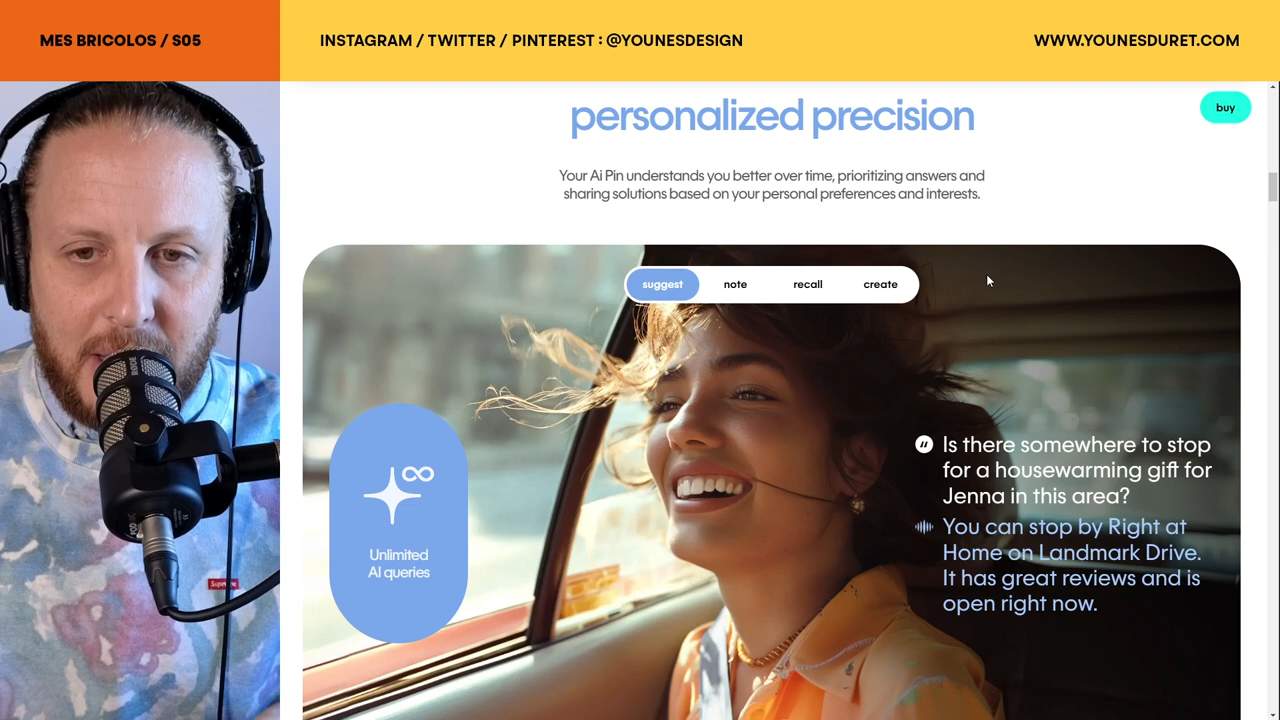 MES BRICOLOS / S05
INSTAGRAM / TWITTER / PINTEREST : @YOUNESDESIGN
WWW.YOUNESDURET.COM
personalized precision
buy
Your Ai Pin understands you better over time, prioritizing answers and
sharing solutions based on your personal preferences and interests.
suggest
note
recall
create
Unlimited
AI queries
Is there somewhere to stop
for a housewarming gift for
Jenna in this area?
You can stop by Right at
Home on Landmark Drive.
It has great reviews and is
open right now.
RØDE
Supreme